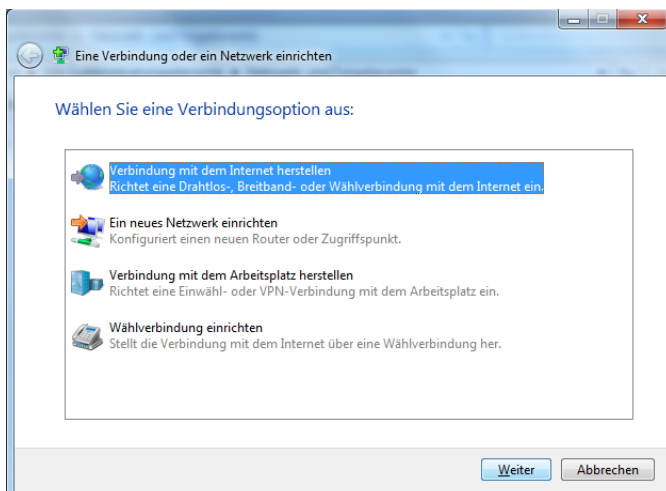 Eine Verbindung oder ein Netzwerk einrichten
Wählen Sie eine Verbindungsoption aus:
Verbindung mit dem Internet herstellen
Richtet eine Drahtlos-, Breitband- oder Wählverbindung mit dem Internet ein.
Ein neues Netzwerk einrichten
Konfiguriert einen neuen Router oder Zugriffspunkt.
Verbindung mit dem Arbeitsplatz herstellen
Richtet eine Einwähl- oder VPN-Verbindung mit dem Arbeitsplatz ein.
Wählverbindung einrichten
Stellt die Verbindung mit dem Internet über eine Wählverbindung her.
Weiter Abbrechen